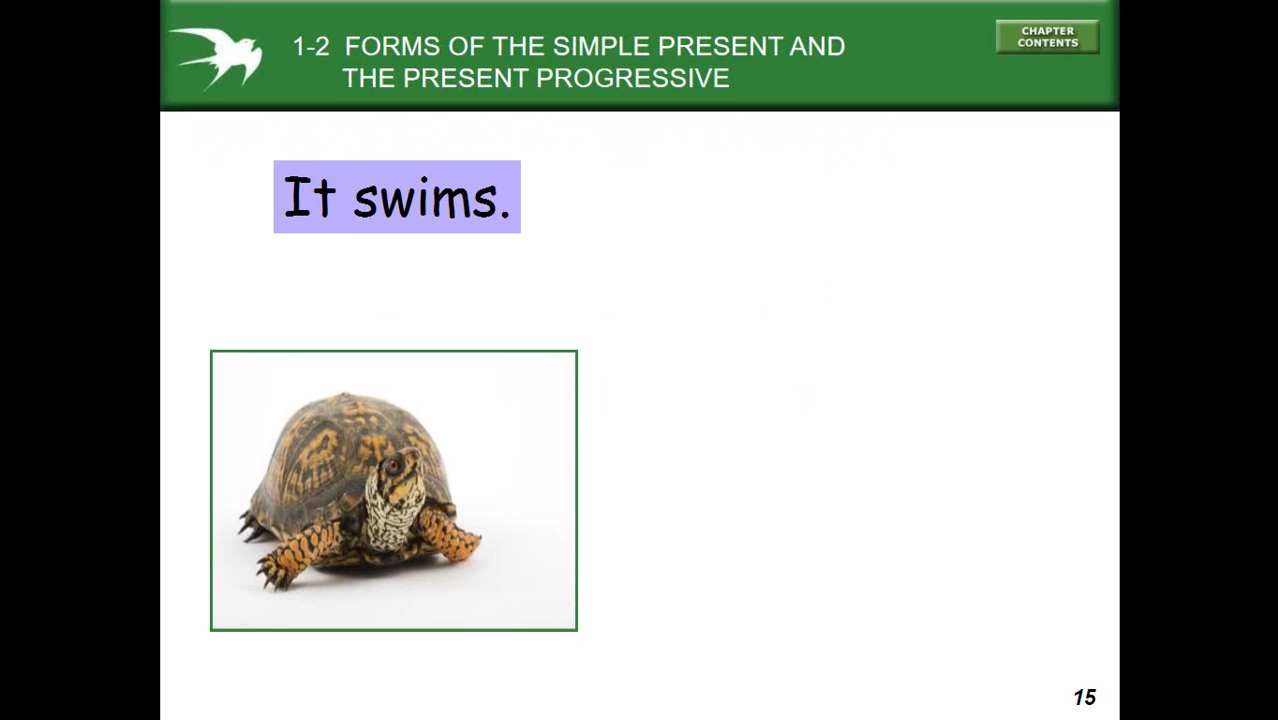 1-2 FORMS OF THE SIMPLE PRESENT AND
THE PRESENT PROGRESSIVE
CHAPTER
CONTENTS
It swims.
15